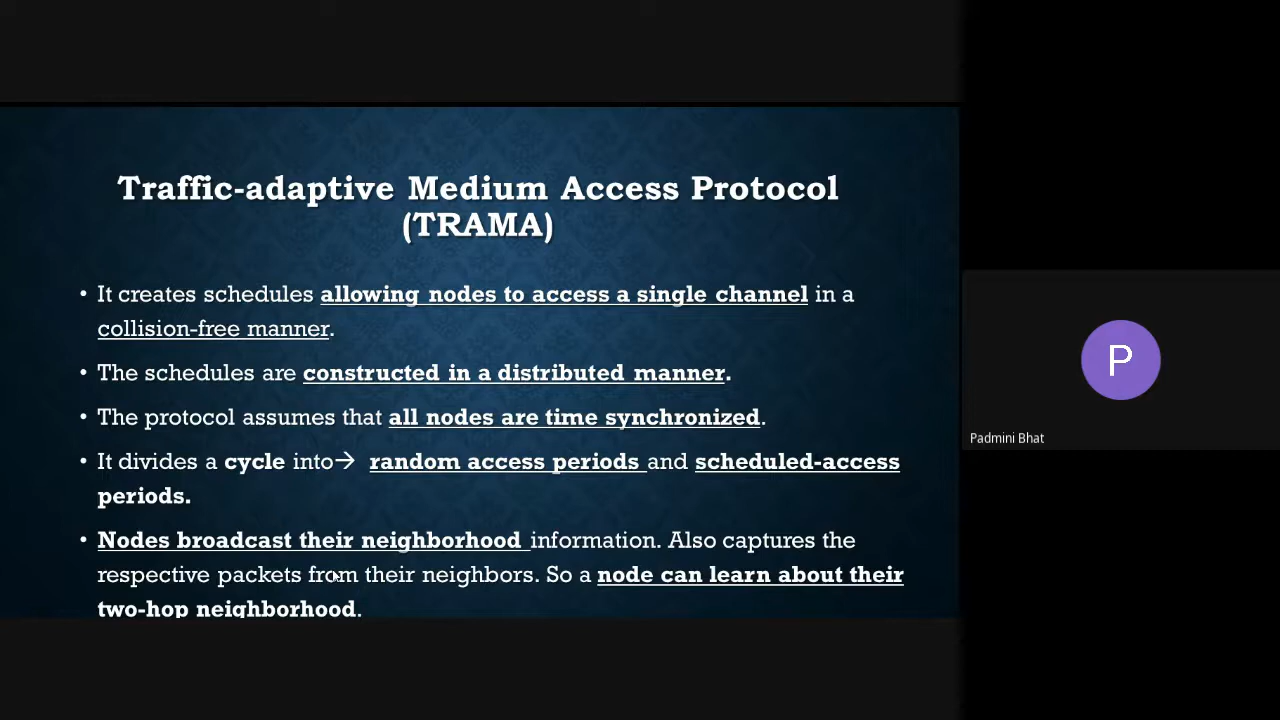 Traffic-adaptive Medium Access Protocol
(TRAMA)
• It creates schedules allowing nodes to access a single channel in a
collision-free manner.
• The schedules are constructed in a distributed manner.
• The protocol assumes that all nodes are time synchronized.
• It divides a cycle into→ random access periods and scheduled-access
periods.
• Nodes broadcast their neighborhood information. Also captures the
respective packets from their neighbors. So a node can learn about their
two-hop neighborhood.
P
Padmini Bhat